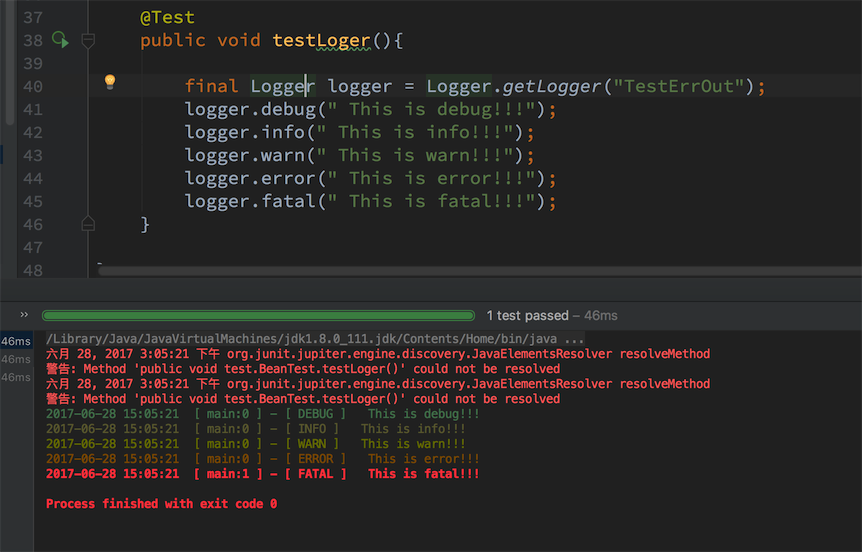 37 @Test
38 public void testLoger(){
39
40 final Logger logger = Logger.getLogger("TestErrOut");
41 logger.debug(" This is debug!!!");
42 logger.info(" This is info!!!");
43 logger.warn(" This is warn!!!");
44 logger.error(" This is error!!!");
45 logger.fatal(" This is fatal!!!");
46 }
47
48
1 test passed – 46ms
46ms /Library/Java/JavaVirtualMachines/jdk1.8.0_111.jdk/Contents/Home/bin/java ...
46ms 六月 28, 2017 3:05:21 下午 org.junit.jupiter.engine.discovery.JavaElementsResolver resolveMethod
46ms 警告: Method 'public void test.BeanTest.testLoger()' could not be resolved
六月 28, 2017 3:05:21 下午 org.junit.jupiter.engine.discovery.JavaElementsResolver resolveMethod
警告: Method 'public void test.BeanTest.testLoger()' could not be resolved
2017-06-28 15:05:21 [ main:0 ] - [ DEBUG ] This is debug!!!
2017-06-28 15:05:21 [ main:0 ] - [ INFO ] This is info!!!
2017-06-28 15:05:21 [ main:0 ] - [ WARN ] This is warn!!!
2017-06-28 15:05:21 [ main:0 ] - [ ERROR ] This is error!!!
2017-06-28 15:05:21 [ main:1 ] - [ FATAL ] This is fatal!!!
Process finished with exit code 0